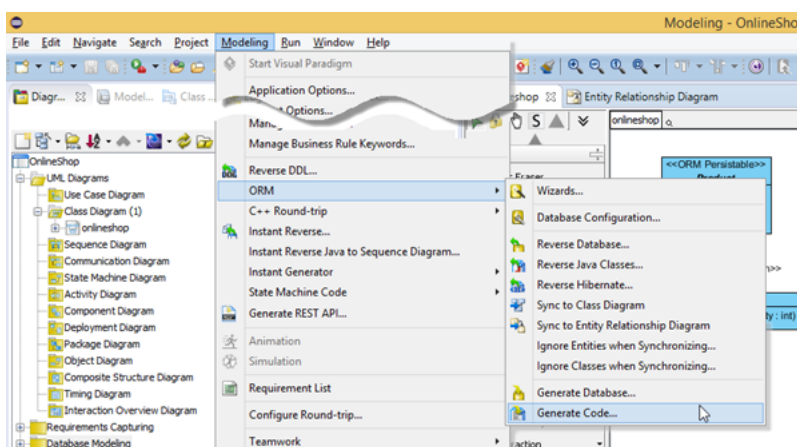 Modeling - OnlineSho
File Edit Navigate Search Project Modeling Run Window Help
Start Visual Paradigm
Diagr... Model... Class
Application Options...
eshop Entity Relationship Diagram
t Options...
Mana
onlineshop
S
Manage Business Rule Keywords...
OnlineShop
UML Diagrams
Use Case Diagram
Class Diagram (1)
onlineshop
Sequence Diagram
Communication Diagram
State Machine Diagram
Activity Diagram
Component Diagram
Deployment Diagram
Package Diagram
Object Diagram
Composite Structure Diagram
Timing Diagram
Interaction Overview Diagram
Requirements Capturing
Database Modeling
Reverse DDL...
ORM
C++ Round-trip
Instant Reverse...
Instant Reverse Java to Sequence Diagram...
Instant Generator
State Machine Code
Generate REST API...
Animation
Simulation
Requirement List
Configure Round-trip...
Teamwork
<<ORM Persistable>>
Product
Wizards...
Database Configuration...
Reverse Database...
Reverse Java Classes...
Reverse Hibernate...
Sync to Class Diagram
Sync to Entity Relationship Diagram
Ignore Entities when Synchronizing...
Ignore Classes when Synchronizing...
Generate Database...
Generate Code...
>>
ty : int)
action